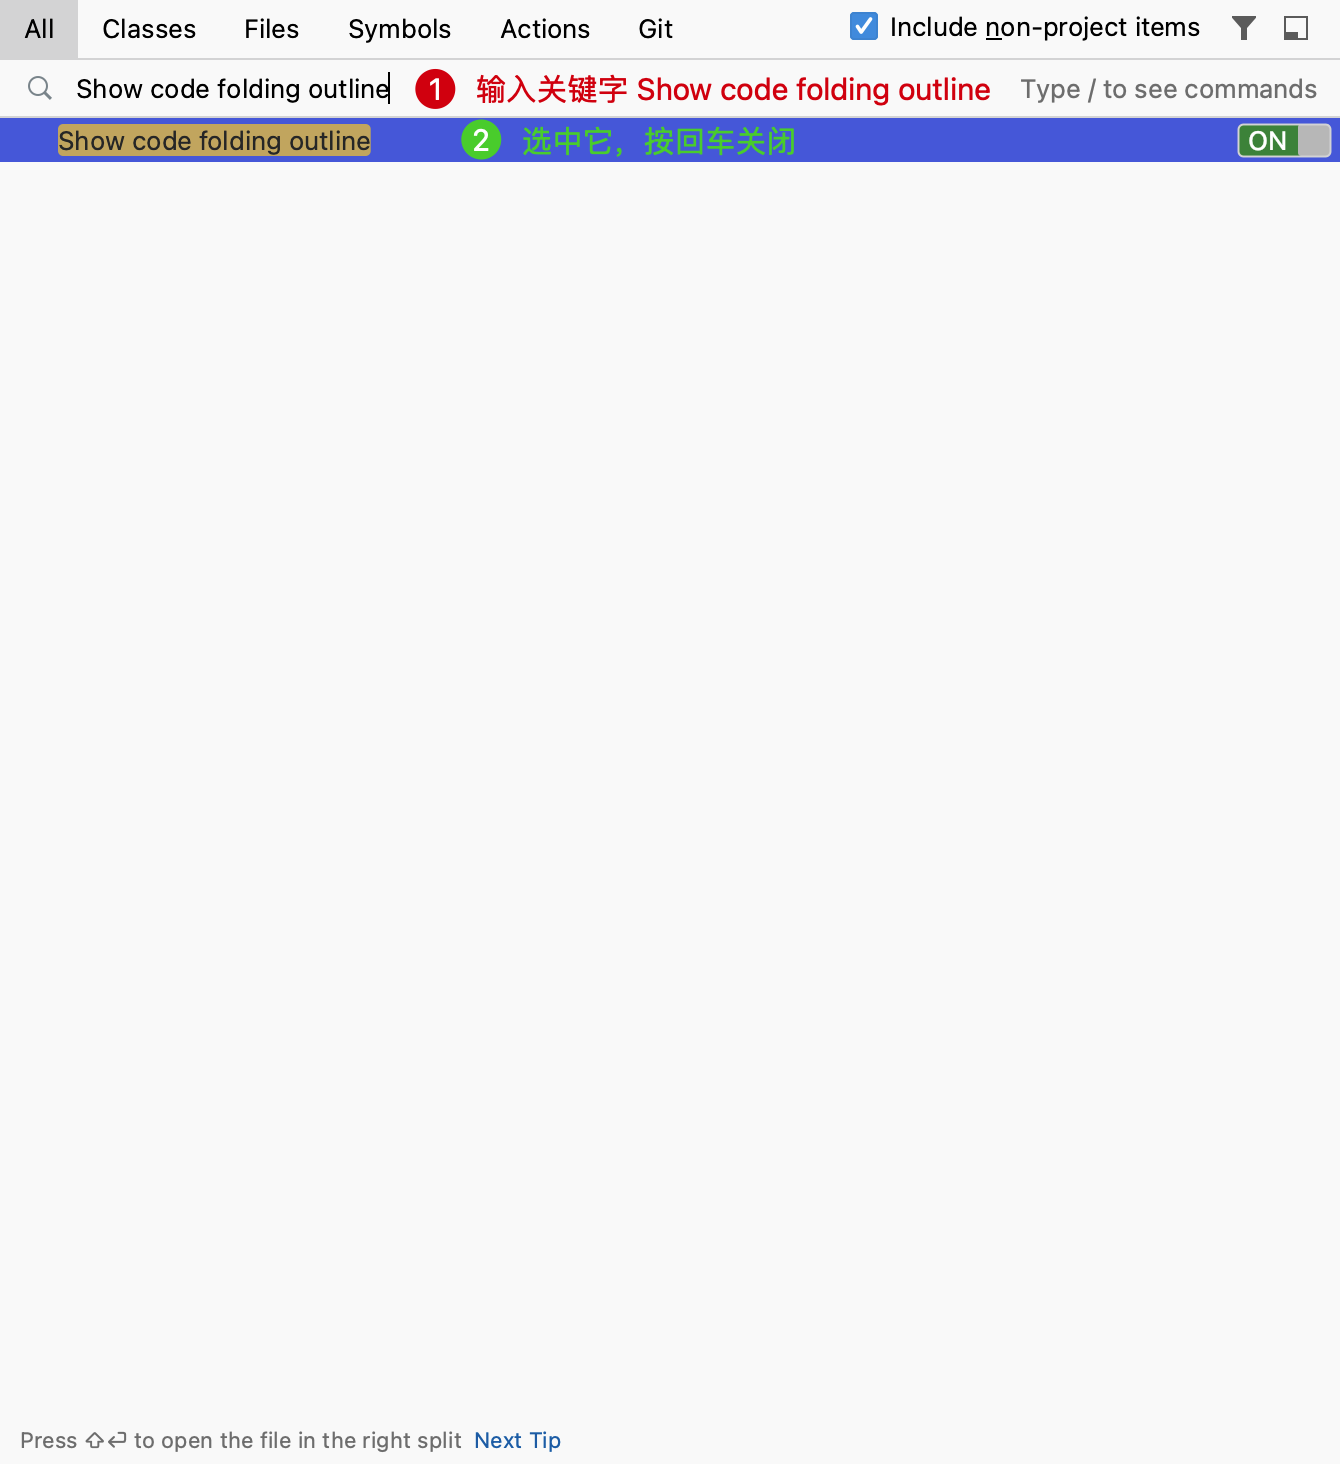 All Classes Files Symbols Actions Git Include non-project items
Show code folding outline 1 输入关键字 Show code folding outline Type / to see commands
Show code folding outline 2 选中它，按回车关闭 ON
Press ⇧⏎ to open the file in the right split Next Tip